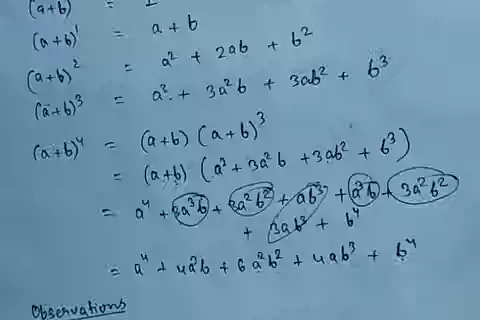 (a+b) = 1
(a+b)¹ = a + b
(a+b)² = a² + 2ab + b²
(a+b)³ = a³ + 3a²b + 3ab² + b³
(a+b)⁴ = (a+b) (a+b)³
= (a+b) (a³ + 3a²b + 3ab² + b³)
= a⁴ + 3a³b + 3a²b² + ab³ + a³b + 3a²b²
+ 3ab³ + b⁴
= a⁴ + 4a³b + 6a²b² + 4ab³ + b⁴
Observations